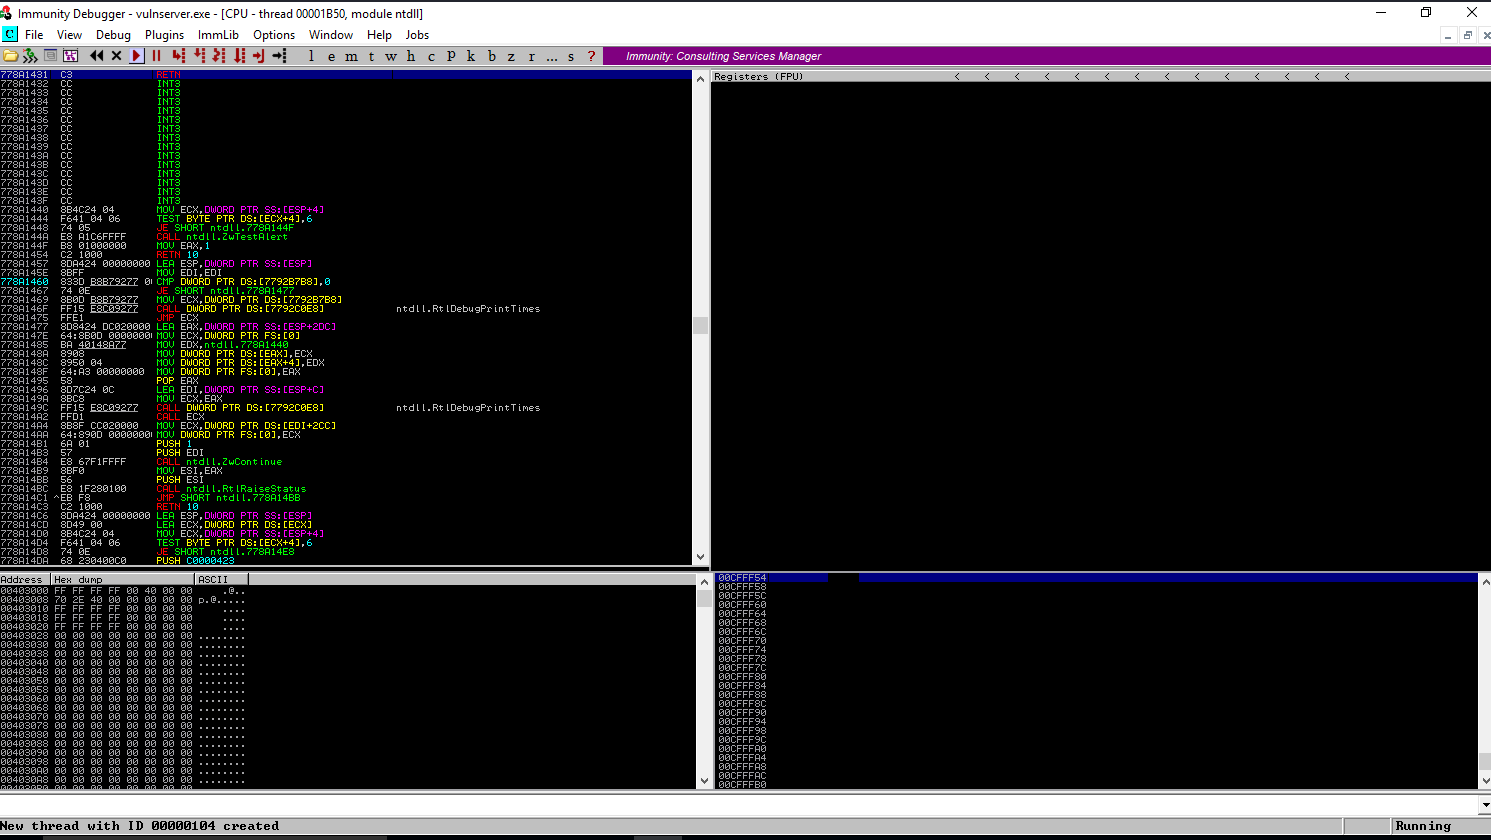 Immunity Debugger - vulnserver.exe - [CPU - thread 00001B50, module ntdll]
C File View Debug Plugins ImmLib Options Window Help Jobs
l e m t w h c P k b z r ... s ? Immunity: Consulting Services Manager
778A1431 C3 RETN
778A1432 CC INT3
778A1433 CC INT3
778A1434 CC INT3
778A1435 CC INT3
778A1436 CC INT3
778A1437 CC INT3
778A1438 CC INT3
778A1439 CC INT3
778A143A CC INT3
778A143B CC INT3
778A143C CC INT3
778A143D CC INT3
778A143E CC INT3
778A143F CC INT3
778A1440 8B4C24 04 MOV ECX,DWORD PTR SS:[ESP+4]
778A1444 F641 04 06 TEST BYTE PTR DS:[ECX+4],6
778A1448 74 05 JE SHORT ntdll.778A144F
778A144A E8 A1C6FFFF CALL ntdll.ZwTestAlert
778A144F B8 01000000 MOV EAX,1
778A1454 C2 1000 RETN 10
778A1457 8DA424 00000000 LEA ESP,DWORD PTR SS:[ESP]
778A145E 8BFF MOV EDI,EDI
778A1460 833D B8B79277 00 CMP DWORD PTR DS:[7792B7B8],0
778A1467 74 0E JE SHORT ntdll.778A1477
778A1469 8B0D B8B79277 MOV ECX,DWORD PTR DS:[7792B7B8]
778A146F FF15 E8C09277 CALL DWORD PTR DS:[7792C0E8] ntdll.RtlDebugPrintTimes
778A1475 FFE1 JMP ECX
778A1477 8D8424 DC020000 LEA EAX,DWORD PTR SS:[ESP+2DC]
778A147E 64:8B0D 0000000 MOV ECX,DWORD PTR FS:[0]
778A1485 BA 40148A77 MOV EDX,ntdll.778A1440
778A148A 8908 MOV DWORD PTR DS:[EAX],ECX
778A148C 8950 04 MOV DWORD PTR DS:[EAX+4],EDX
778A148F 64:A3 00000000 MOV DWORD PTR FS:[0],EAX
778A1495 58 POP EAX
778A1496 8D7C24 0C LEA EDI,DWORD PTR SS:[ESP+C]
778A149A 8BC8 MOV ECX,EAX
778A149C FF15 E8C09277 CALL DWORD PTR DS:[7792C0E8] ntdll.RtlDebugPrintTimes
778A14A2 FFD1 CALL ECX
778A14A4 8B8F CC020000 MOV ECX,DWORD PTR DS:[EDI+2CC]
778A14AA 64:890D 0000000 MOV DWORD PTR FS:[0],ECX
778A14B1 6A 01 PUSH 1
778A14B3 57 PUSH EDI
778A14B4 E8 67F1FFFF CALL ntdll.ZwContinue
778A14B9 8BF0 MOV ESI,EAX
778A14BB 56 PUSH ESI
778A14BC E8 1F280100 CALL ntdll.RtlRaiseStatus
778A14C1 ^EB F8 JMP SHORT ntdll.778A14BB
778A14C3 C2 1000 RETN 10
778A14C6 8DA424 00000000 LEA ESP,DWORD PTR SS:[ESP]
778A14CD 8D49 00 LEA ECX,DWORD PTR DS:[ECX]
778A14D0 8B4C24 04 MOV ECX,DWORD PTR SS:[ESP+4]
778A14D4 F641 04 06 TEST BYTE PTR DS:[ECX+4],6
778A14D8 74 0E JE SHORT ntdll.778A14E8
778A14DA 68 230400C0 PUSH C0000423
Registers (FPU) < < < < < < < < < < < < < <
Address Hex dump ASCII
00403000 FF FF FF FF 00 40 00 00 .@..
00403008 70 2E 40 00 00 00 00 00 p.@.....
00403010 FF FF FF FF 00 00 00 00 ....
00403018 FF FF FF FF 00 00 00 00 ....
00403020 FF FF FF FF 00 00 00 00 ....
00403028 00 00 00 00 00 00 00 00 ........
00403030 00 00 00 00 00 00 00 00 ........
00403038 00 00 00 00 00 00 00 00 ........
00403040 00 00 00 00 00 00 00 00 ........
00403048 00 00 00 00 00 00 00 00 ........
00403050 00 00 00 00 00 00 00 00 ........
00403058 00 00 00 00 00 00 00 00 ........
00403060 00 00 00 00 00 00 00 00 ........
00403068 00 00 00 00 00 00 00 00 ........
00403070 00 00 00 00 00 00 00 00 ........
00403078 00 00 00 00 00 00 00 00 ........
00403080 00 00 00 00 00 00 00 00 ........
00403088 00 00 00 00 00 00 00 00 ........
00403090 00 00 00 00 00 00 00 00 ........
00403098 00 00 00 00 00 00 00 00 ........
004030A0 00 00 00 00 00 00 00 00 ........
004030A8 00 00 00 00 00 00 00 00 ........
004030B0 00 00 00 00 00 00 00 00 ........
00CFFF54
00CFFF58
00CFFF5C
00CFFF60
00CFFF64
00CFFF68
00CFFF6C
00CFFF70
00CFFF74
00CFFF78
00CFFF7C
00CFFF80
00CFFF84
00CFFF88
00CFFF8C
00CFFF90
00CFFF94
00CFFF98
00CFFF9C
00CFFFA0
00CFFFA4
00CFFFA8
00CFFFAC
00CFFFB0
New thread with ID 00000104 created
Running